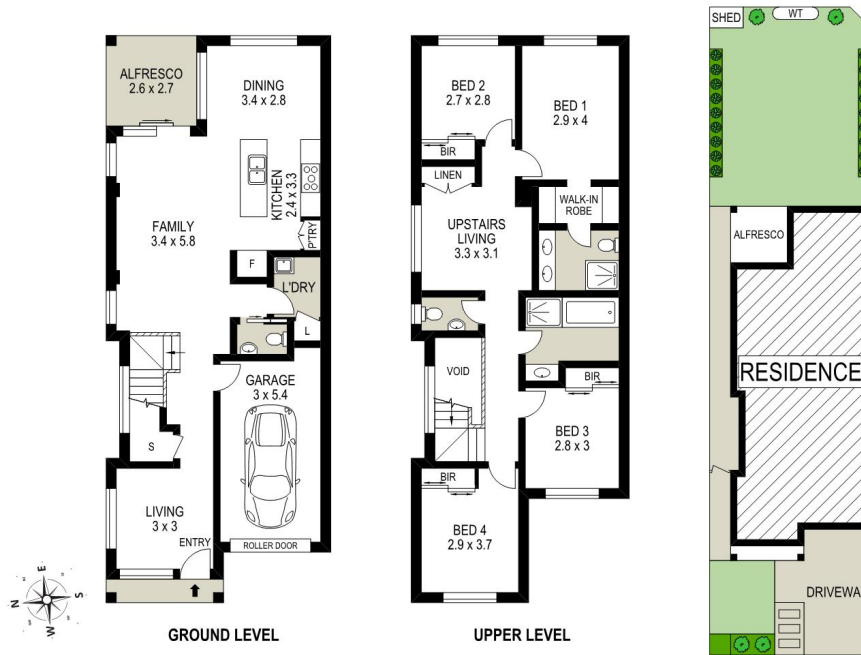 ALFRESCO
2.6 x 2.7
DINING
3.4 x 2.8
KITCHEN
2.4 x 3.3
P'TRY
FAMILY
3.4 x 5.8
F
L'DRY
L
GARAGE
3 x 5.4
S
LIVING
3 x 3
ENTRY
ROLLER DOOR
N
E
S
W
GROUND LEVEL
BED 2
2.7 x 2.8
BED 1
2.9 x 4
BIR
LINEN
WALK-IN
ROBE
UPSTAIRS
LIVING
3.3 x 3.1
VOID
BIR
BED 3
2.8 x 3
BIR
BED 4
2.9 x 3.7
UPPER LEVEL
SHED
WT
ALFRESCO
RESIDENCE
DRIVEWA